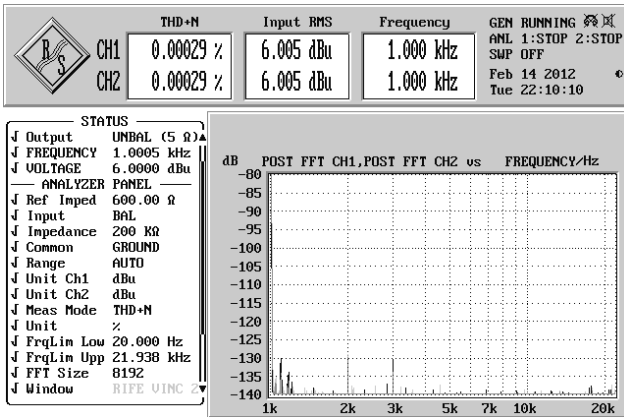 THD+N Input RMS Frequency
R/S CH1 0.00029 % 6.005 dBu 1.000 kHz
CH2 0.00029 % 6.005 dBu 1.000 kHz
GEN RUNNING
ANL 1:STOP 2:STOP
SWP OFF
Feb 14 2012
Tue 22:10:10
STATUS
Output UNBAL (5 Ω)
FREQUENCY 1.0005 kHz
VOLTAGE 6.0000 dBu
ANALYZER PANEL
Ref Imped 600.00 Ω
Input BAL
Impedance 200 KΩ
Common GROUND
Range AUTO
Unit Ch1 dBu
Unit Ch2 dBu
Meas Mode THD+N
Unit %
FrqLim Low 20.000 Hz
FrqLim Upp 21.938 kHz
FFT Size 8192
Window RIFE VINC 2
dB POST FFT CH1,POST FFT CH2 vs FREQUENCY/Hz
-80
-85
-90
-95
-100
-105
-110
-115
-120
-125
-130
-135
-140
1k 2k 3k 5k 7k 10k 20k